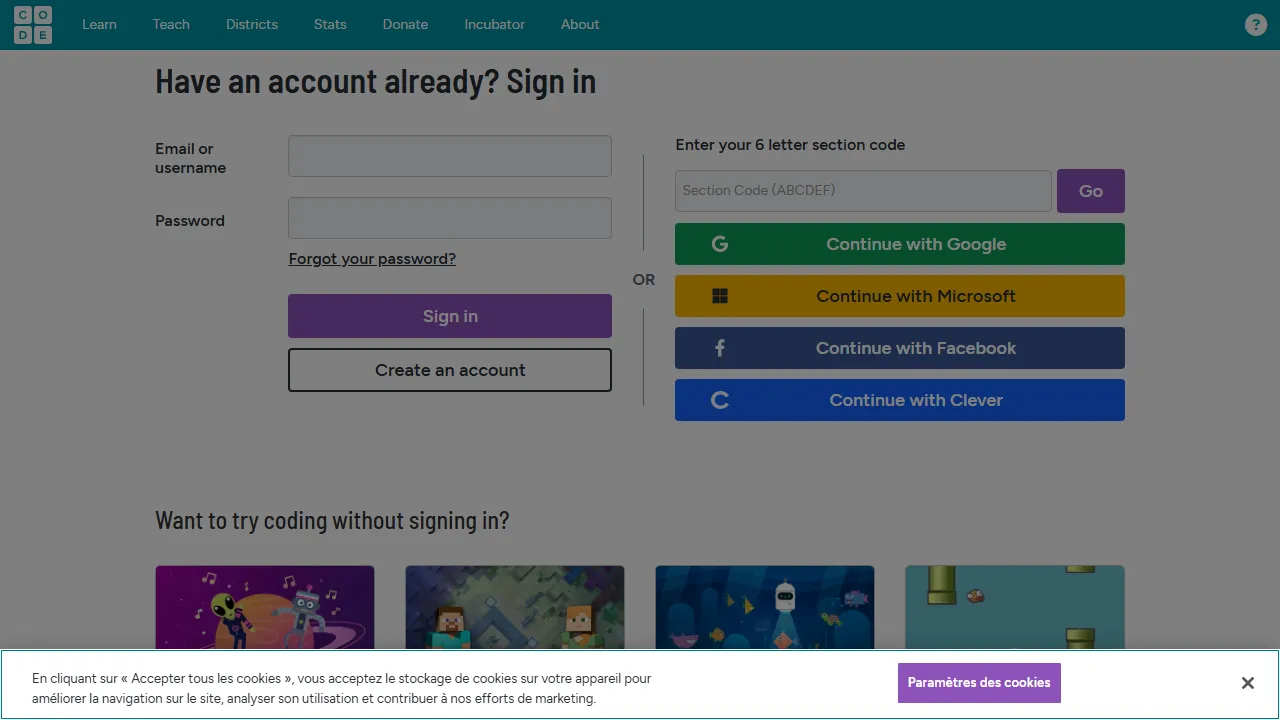 C O
D E
Learn
Teach
Districts
Stats
Donate
Incubator
About
?
Have an account already? Sign in
Email or
username
Password
Forgot your password?
Sign in
Create an account
OR
Enter your 6 letter section code
Section Code (ABCDEF)
Go
Continue with Google
Continue with Microsoft
Continue with Facebook
Continue with Clever
Want to try coding without signing in?
En cliquant sur « Accepter tous les cookies », vous acceptez le stockage de cookies sur votre appareil pour
améliorer la navigation sur le site, analyser son utilisation et contribuer à nos efforts de marketing.
Paramètres des cookies